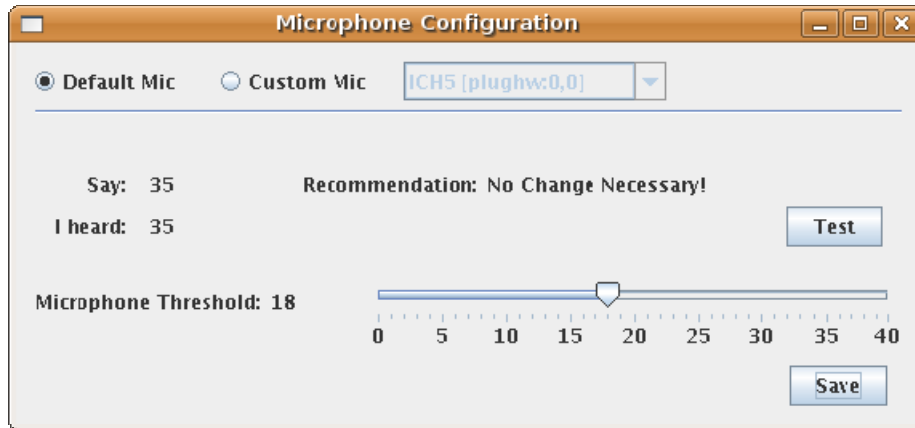 Microphone Configuration
Default Mic Custom Mic ICH5 [plughw:0,0]
Say: 35 Recommendation: No Change Necessary!
I heard: 35
Test
Microphone Threshold: 18
0 5 10 15 20 25 30 35 40
Save